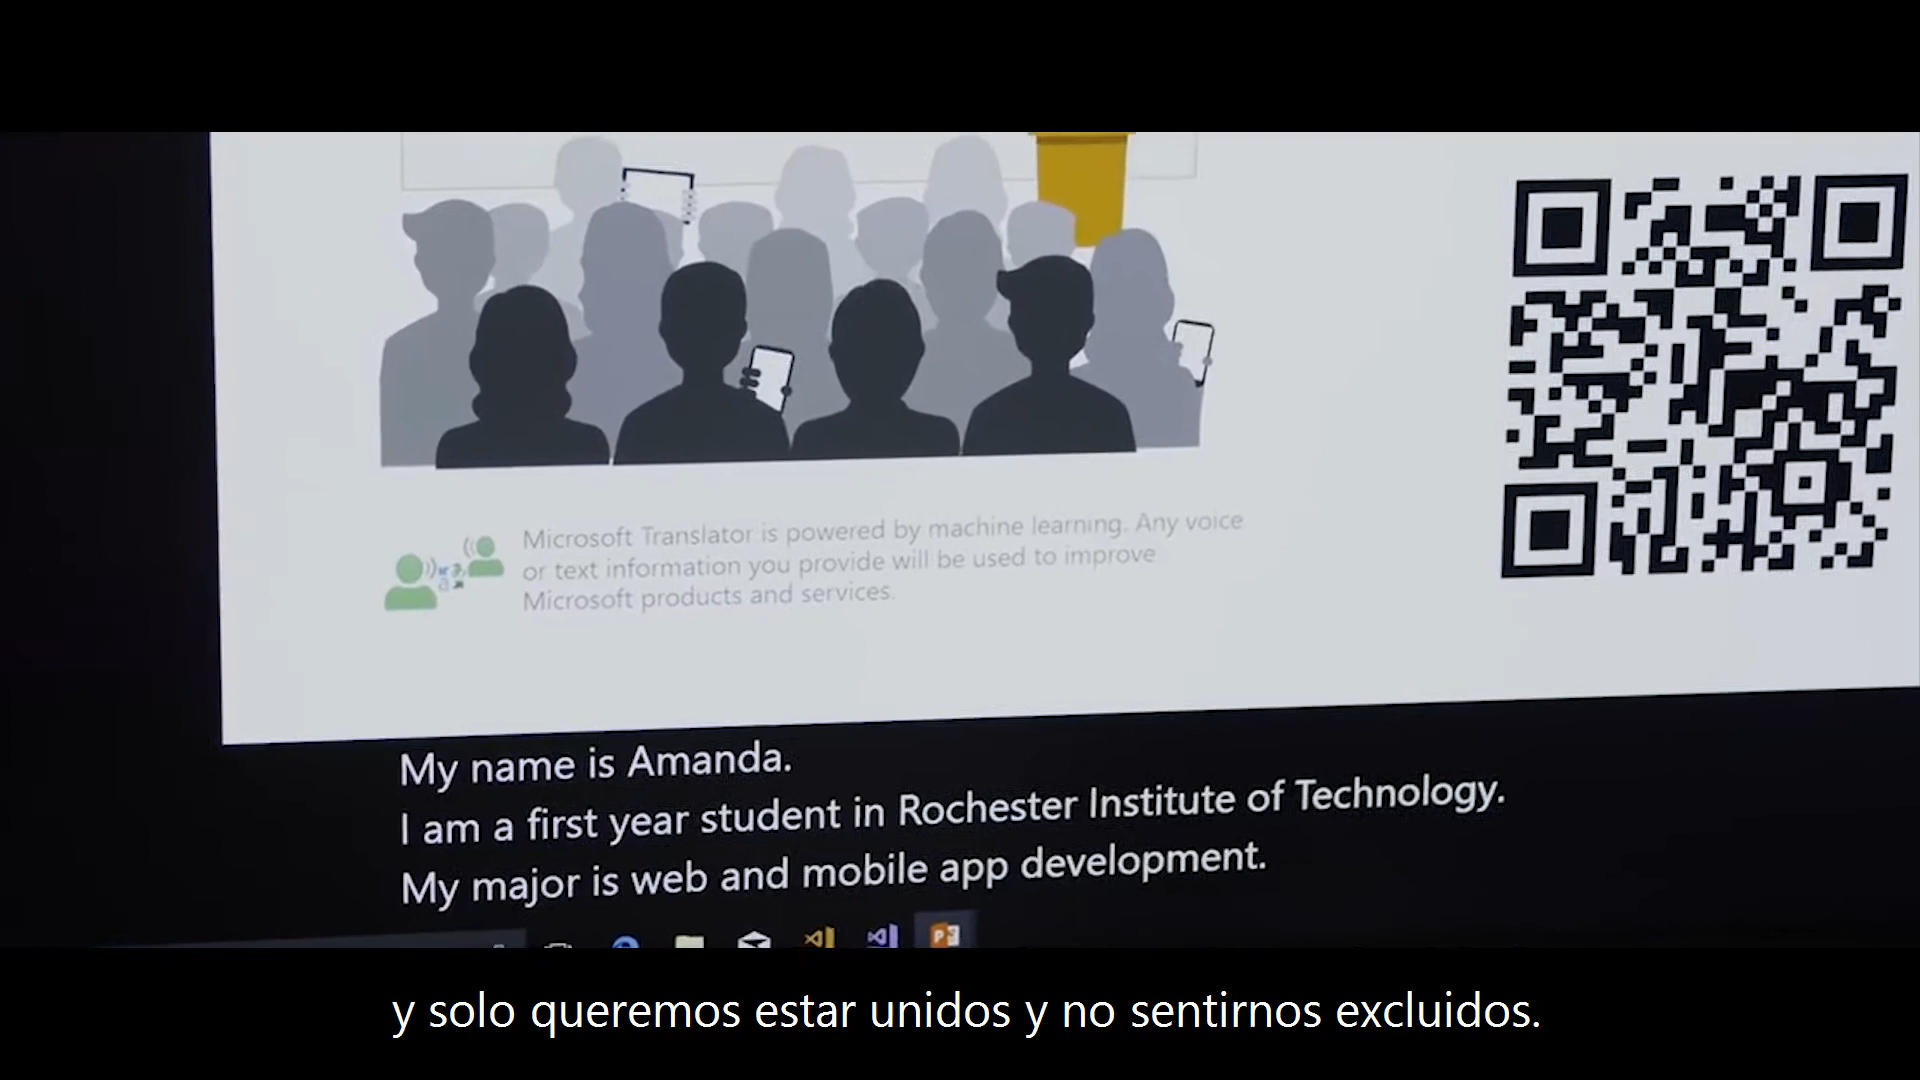 Microsoft Translator is powered by machine learning. Any voice
or text information you provide will be used to improve
Microsoft products and services.
My name is Amanda.
I am a first year student in Rochester Institute of Technology.
My major is web and mobile app development.
y solo queremos estar unidos y no sentirnos excluidos.